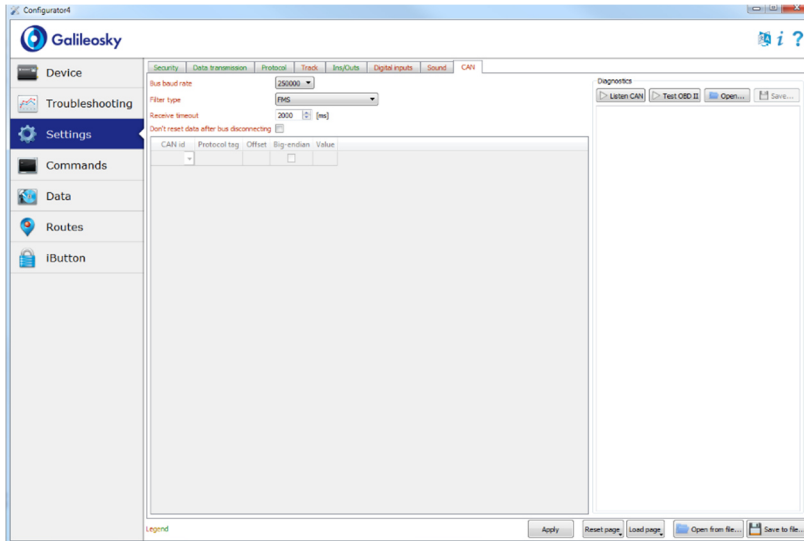 Configurator4
Galileosky
i ?
Device
Troubleshooting
Settings
Commands
Data
Routes
iButton
Security Data transmission Protocol Track Ins/Outs Digital inputs Sound CAN
Bus baud rate 250000
Filter type FMS
Receive timeout 2000 [ms]
Don't reset data after bus disconnecting
CAN id Protocol tag Offset Big-endian Value
Diagnostics
Listen CAN Test OBD II Open... Save...
Legend Apply Reset page Load page Open from file... Save to file...